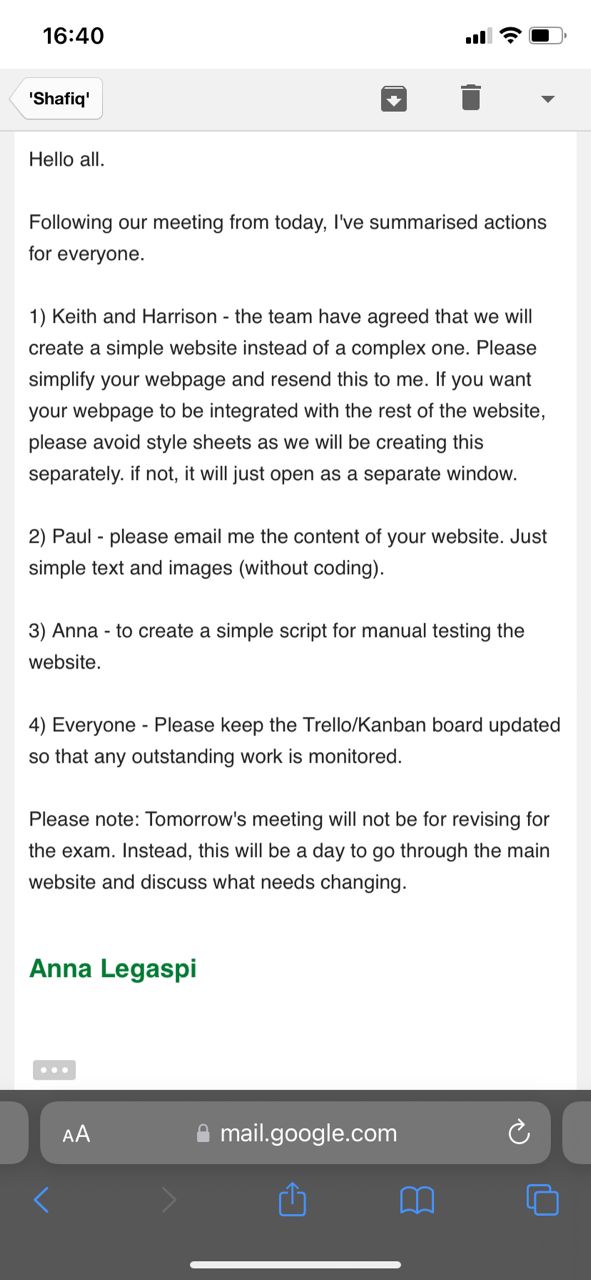 16:40
'Shafiq'
Hello all.
Following our meeting from today, I've summarised actions
for everyone.
1) Keith and Harrison - the team have agreed that we will
create a simple website instead of a complex one. Please
simplify your webpage and resend this to me. If you want
your webpage to be integrated with the rest of the website,
please avoid style sheets as we will be creating this
separately. if not, it will just open as a separate window.
2) Paul - please email me the content of your website. Just
simple text and images (without coding).
3) Anna - to create a simple script for manual testing the
website.
4) Everyone - Please keep the Trello/Kanban board updated
so that any outstanding work is monitored.
Please note: Tomorrow's meeting will not be for revising for
the exam. Instead, this will be a day to go through the main
website and discuss what needs changing.
Anna Legaspi
AA mail.google.com